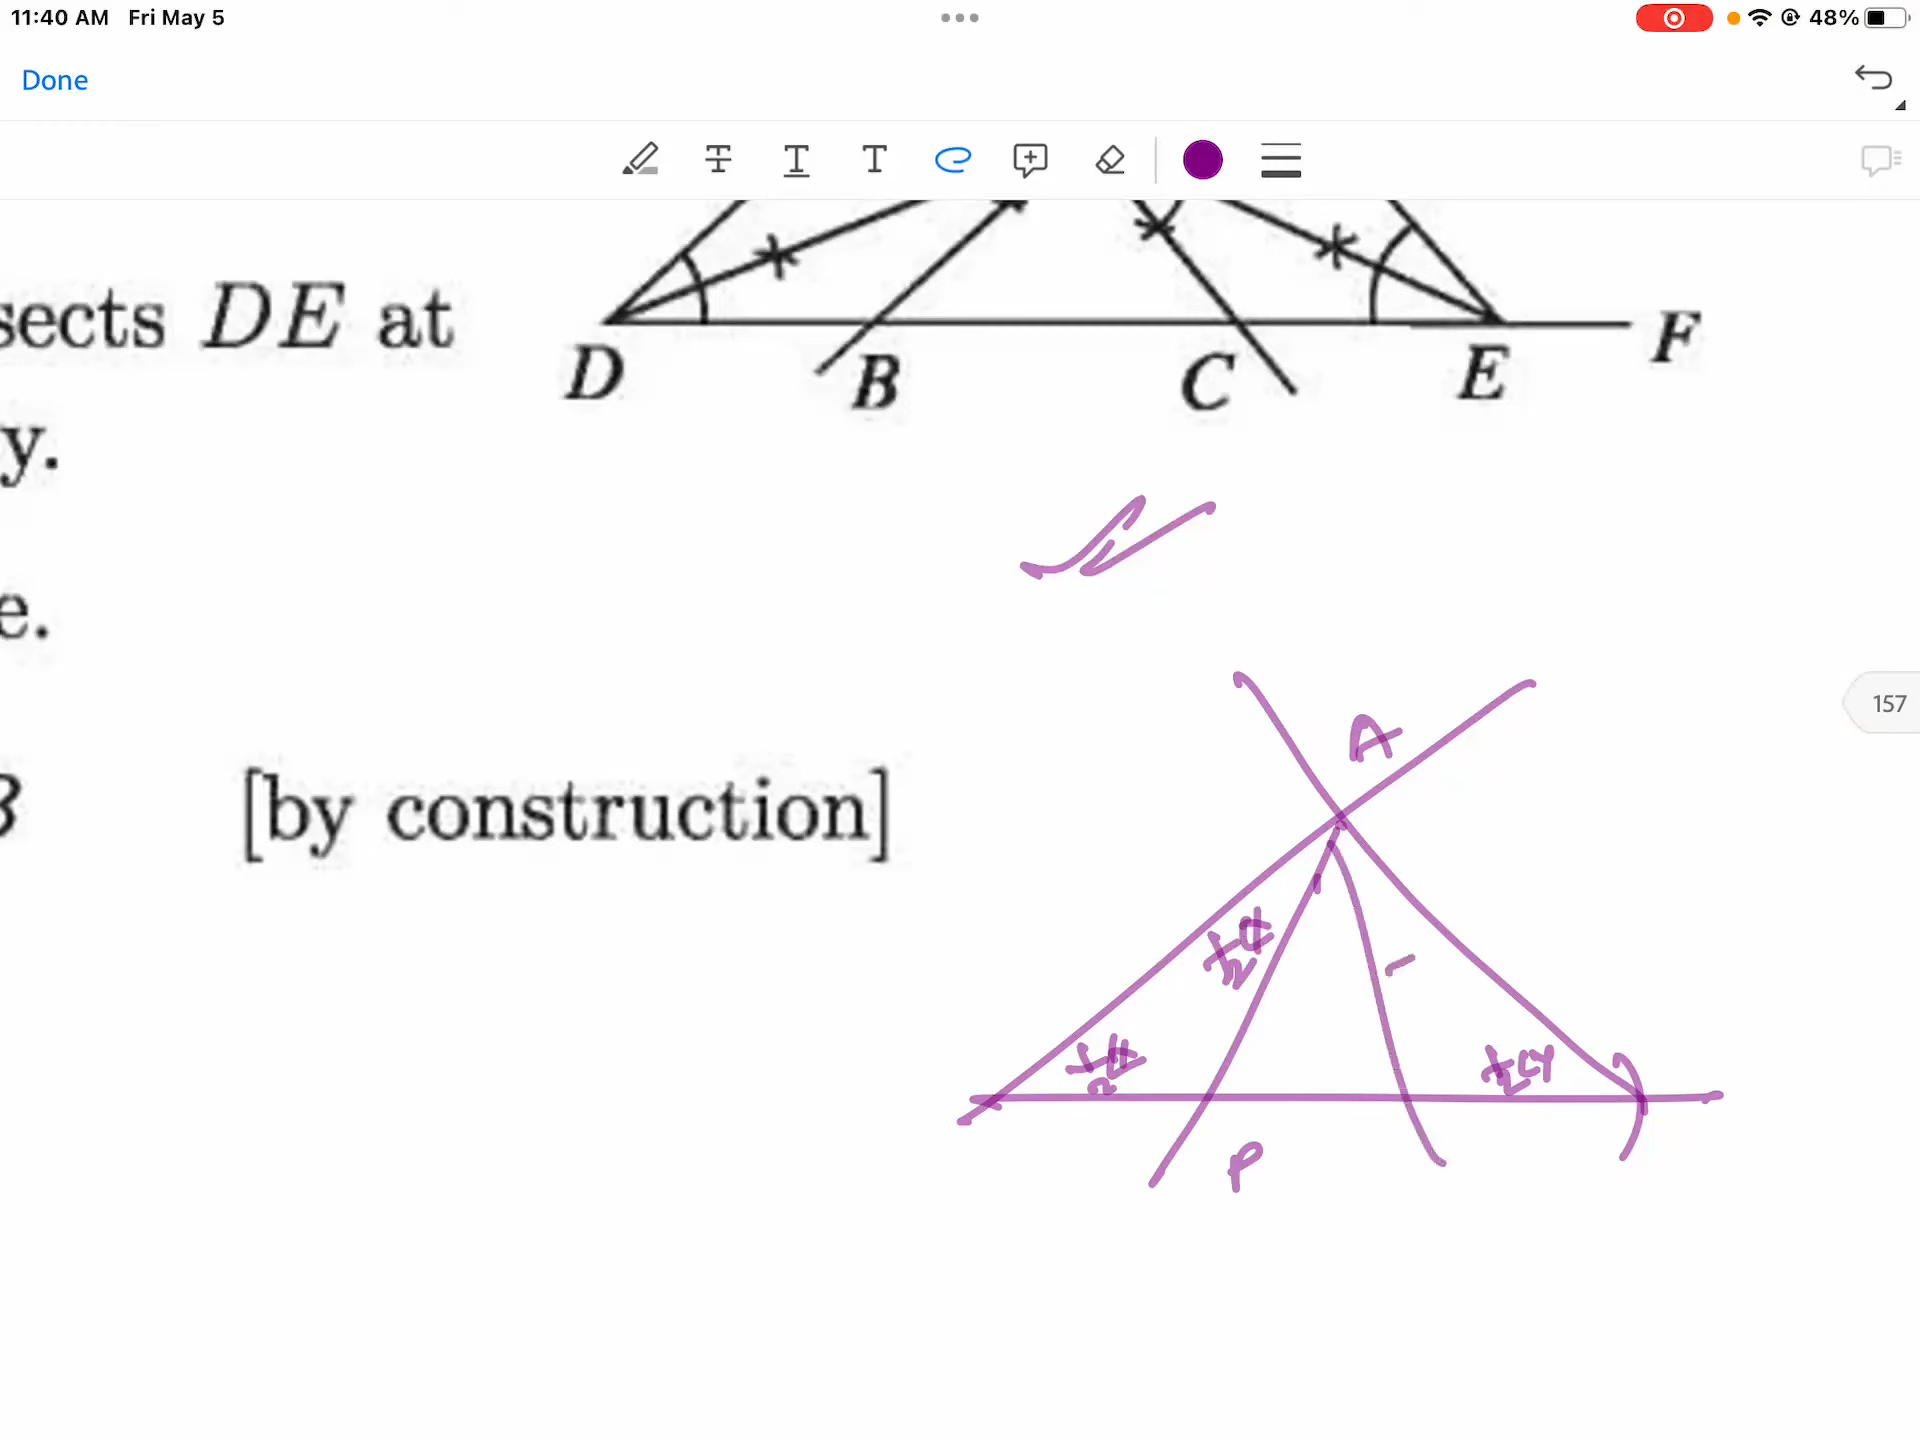 11:40 AM Fri May 5
48%
Done
sects DE at
D B C E F
y.
e.
157
A
[by construction]
P